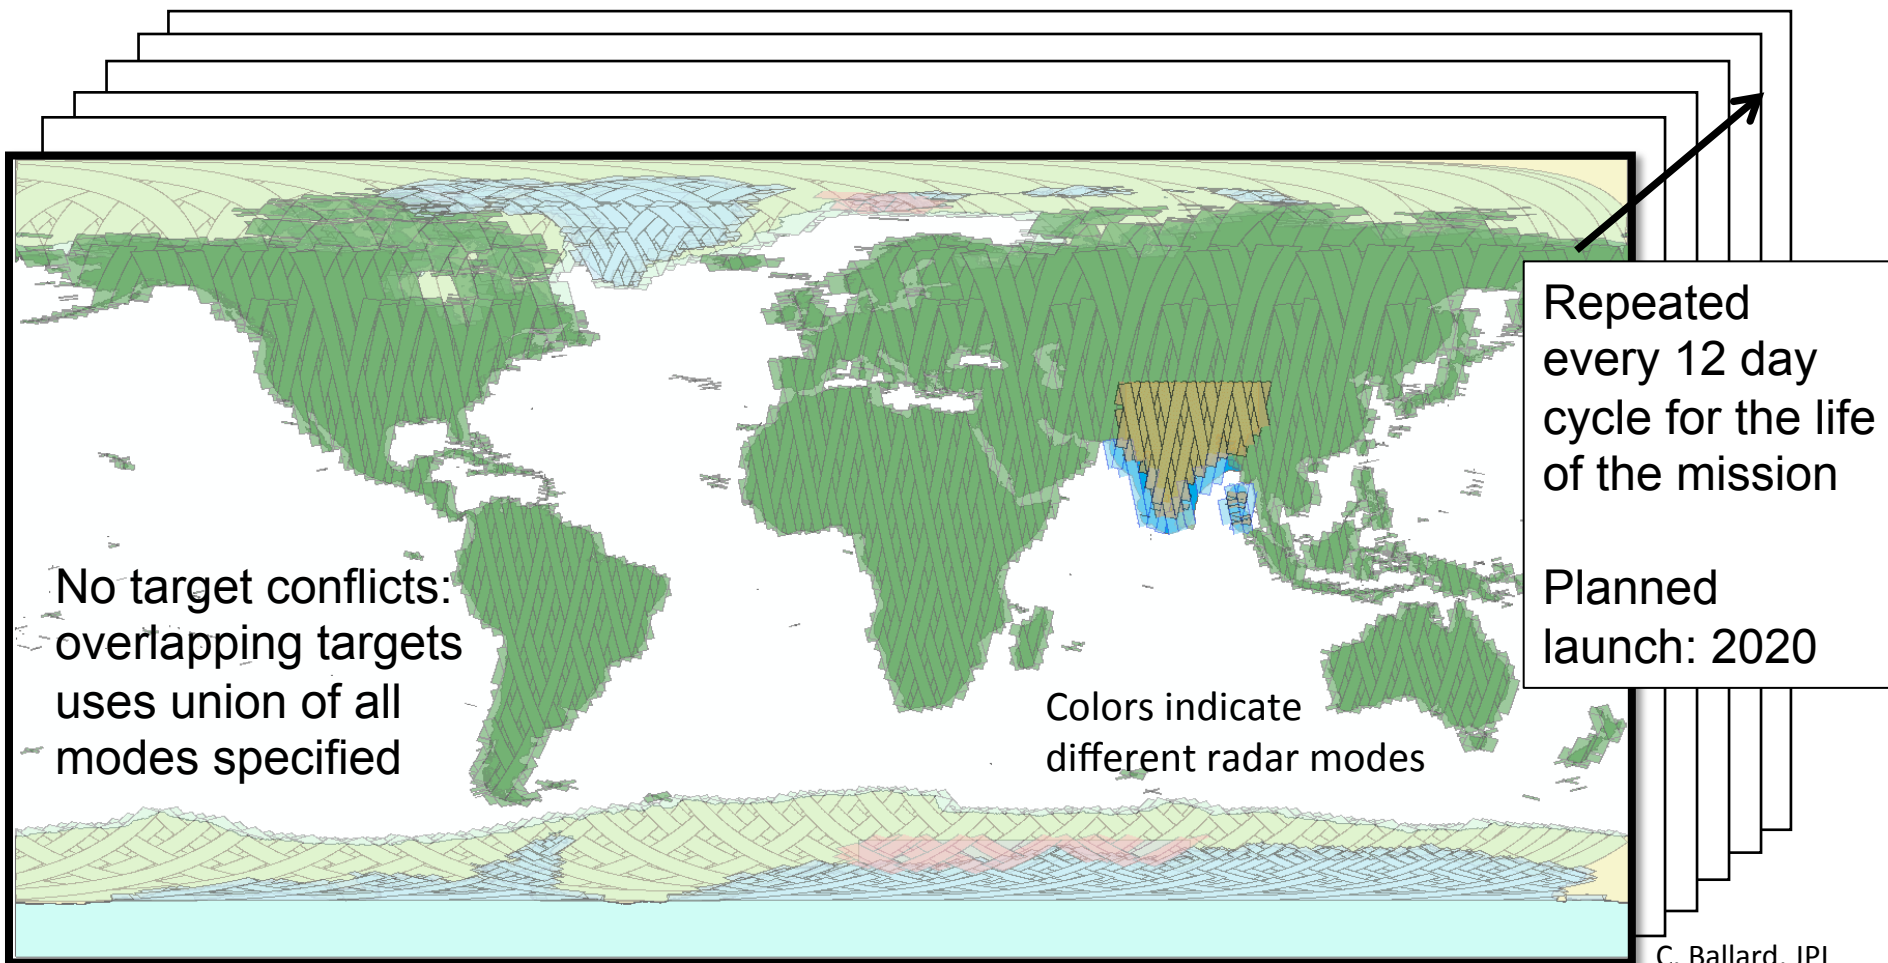 Repeated
every 12 day
cycle for the life
of the mission
Planned
launch: 2020
No target conflicts:
overlapping targets
uses union of all
modes specified
Colors indicate
different radar modes
C. Ballard, JPL